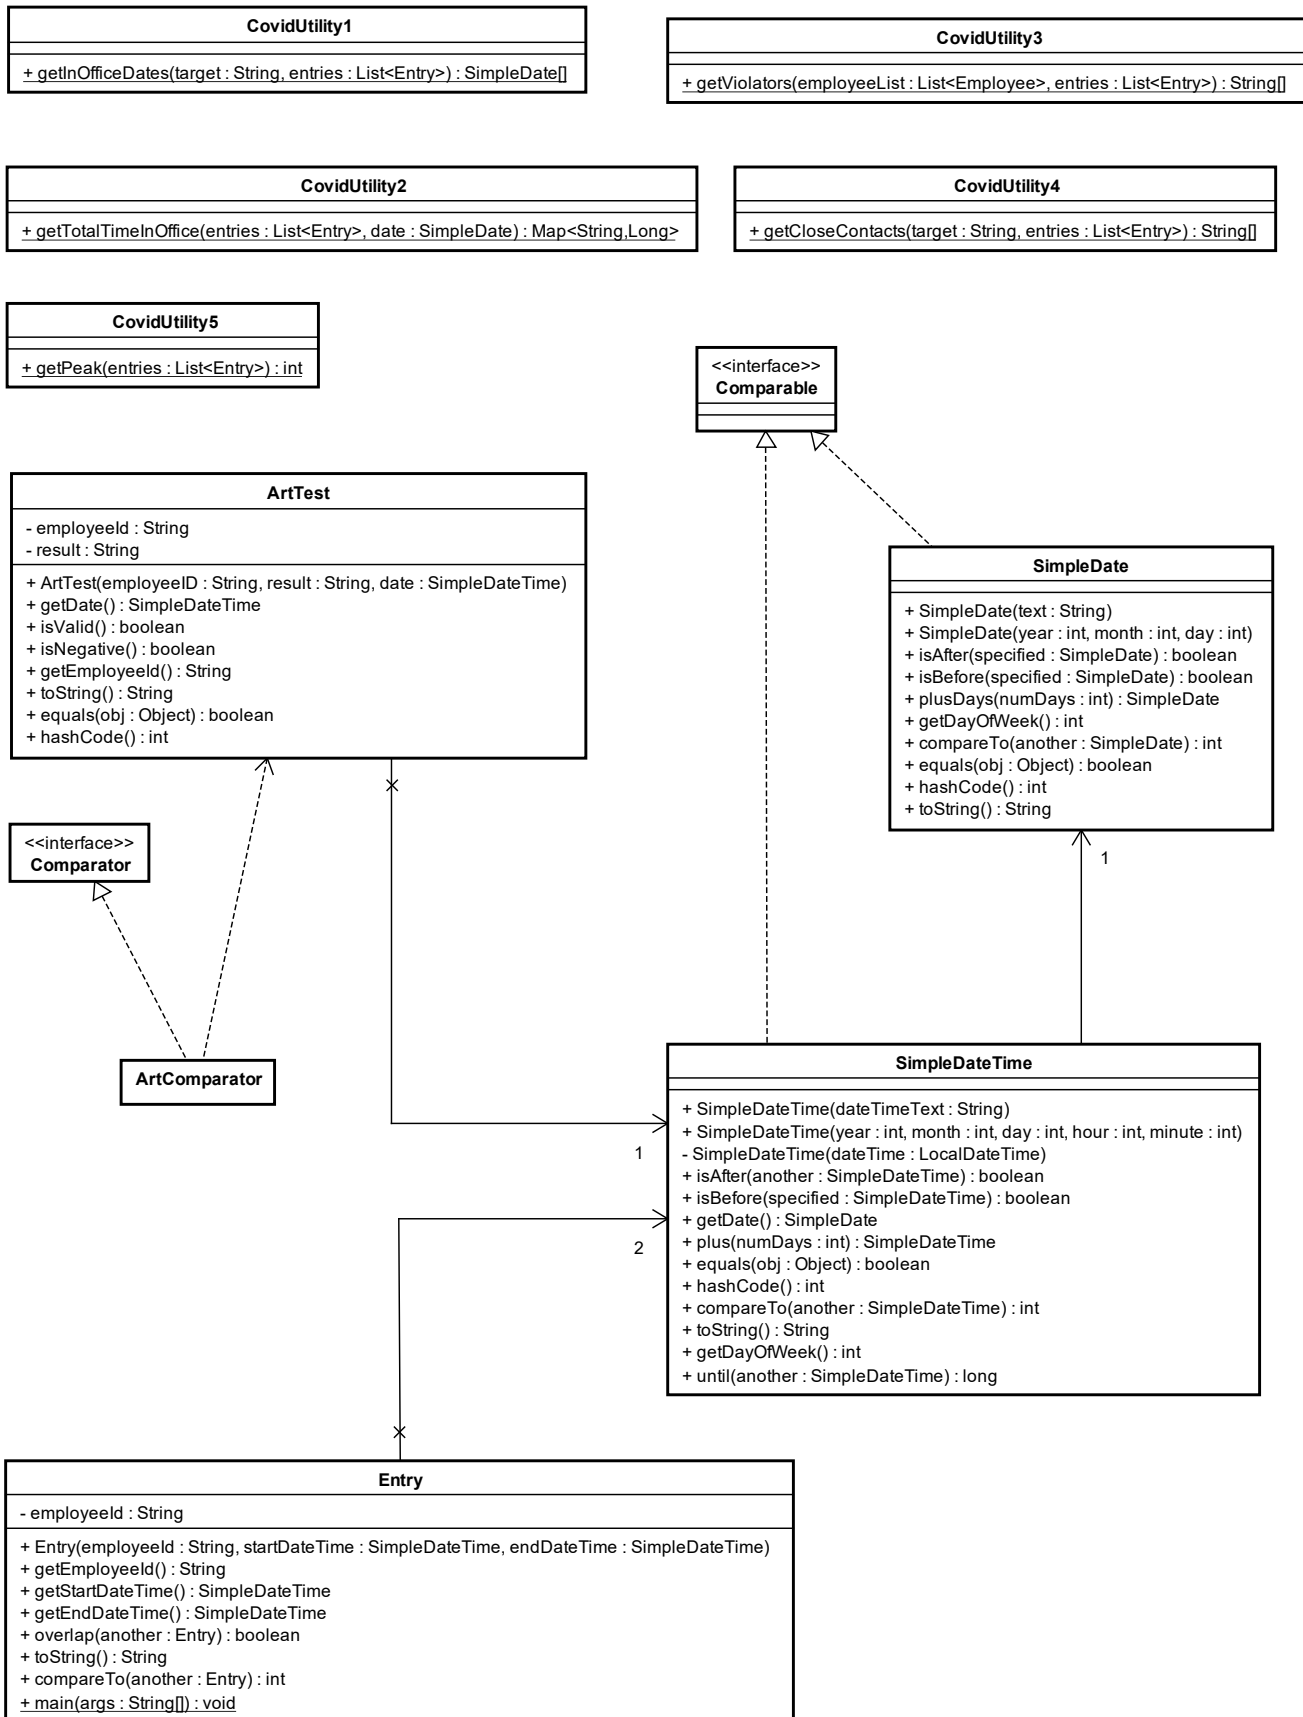 CovidUtility1
+ getInOfficeDates(target : String, entries : List<Entry>) : SimpleDate[]
CovidUtility3
+ getViolators(employeeList : List<Employee>, entries : List<Entry>) : String[]
CovidUtility2
+ getTotalTimeInOffice(entries : List<Entry>, date : SimpleDate) : Map<String,Long>
CovidUtility4
+ getCloseContacts(target : String, entries : List<Entry>) : String[]
CovidUtility5
+ getPeak(entries : List<Entry>) : int
<<interface>>
Comparable
ArtTest
- employeeId : String
- result : String
+ ArtTest(employeeID : String, result : String, date : SimpleDateTime)
+ getDate() : SimpleDateTime
+ isValid() : boolean
+ isNegative() : boolean
+ getEmployeeId() : String
+ toString() : String
+ equals(obj : Object) : boolean
+ hashCode() : int
SimpleDate
+ SimpleDate(text : String)
+ SimpleDate(year : int, month : int, day : int)
+ isAfter(specified : SimpleDate) : boolean
+ isBefore(specified : SimpleDate) : boolean
+ plusDays(numDays : int) : SimpleDate
+ getDayOfWeek() : int
+ compareTo(another : SimpleDate) : int
+ equals(obj : Object) : boolean
+ hashCode() : int
+ toString() : String
<<interface>>
Comparator
1
ArtComparator
SimpleDateTime
+ SimpleDateTime(dateTimeText : String)
+ SimpleDateTime(year : int, month : int, day : int, hour : int, minute : int)
- SimpleDateTime(dateTime : LocalDateTime)
+ isAfter(another : SimpleDateTime) : boolean
+ isBefore(specified : SimpleDateTime) : boolean
+ getDate() : SimpleDate
+ plus(numDays : int) : SimpleDateTime
+ equals(obj : Object) : boolean
+ hashCode() : int
+ compareTo(another : SimpleDateTime) : int
+ toString() : String
+ getDayOfWeek() : int
+ until(another : SimpleDateTime) : long
1
2
Entry
- employeeId : String
+ Entry(employeeId : String, startDateTime : SimpleDateTime, endDateTime : SimpleDateTime)
+ getEmployeeId() : String
+ getStartDateTime() : SimpleDateTime
+ getEndDateTime() : SimpleDateTime
+ overlap(another : Entry) : boolean
+ toString() : String
+ compareTo(another : Entry) : int
+ main(args : String[]) : void